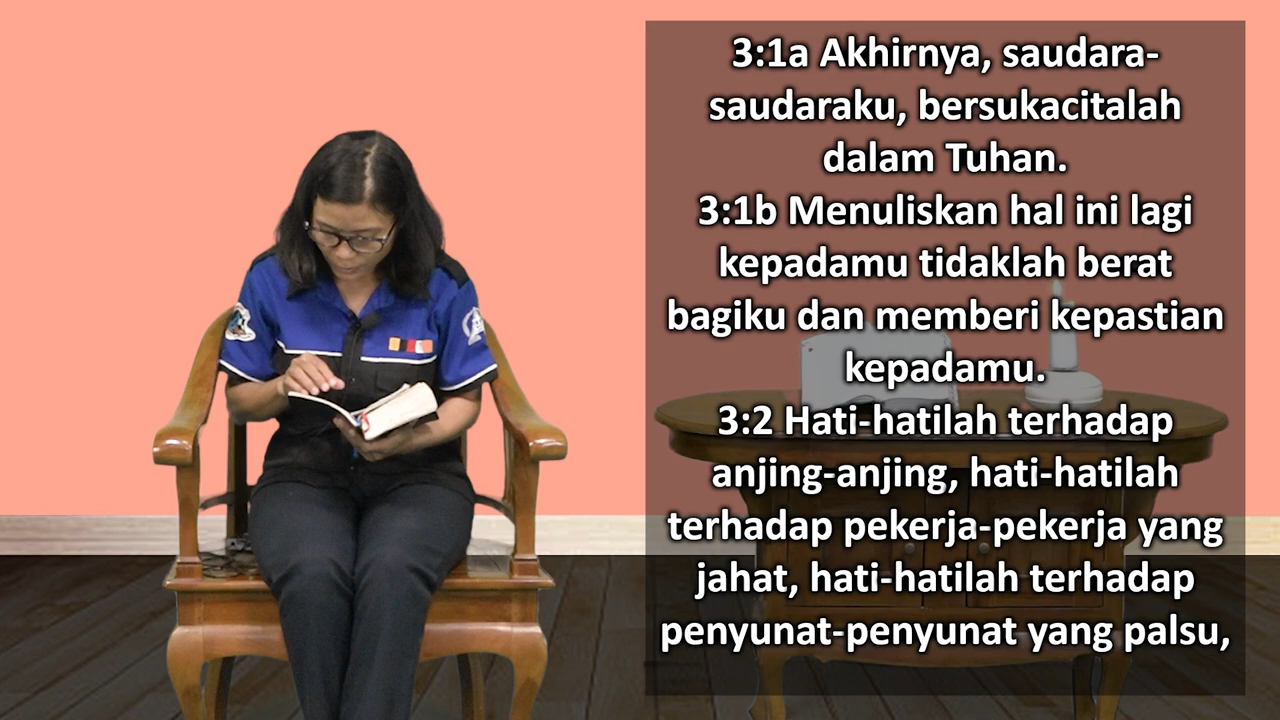 3:1a Akhirnya, saudara-
saudaraku, bersukacitalah
dalam Tuhan.
3:1b Menuliskan hal ini lagi
kepadamu tidaklah berat
bagiku dan memberi kepastian
kepadamu.
3:2 Hati-hatilah terhadap
anjing-anjing, hati-hatilah
terhadap pekerja-pekerja yang
jahat, hati-hatilah terhadap
penyunat-penyunat yang palsu,